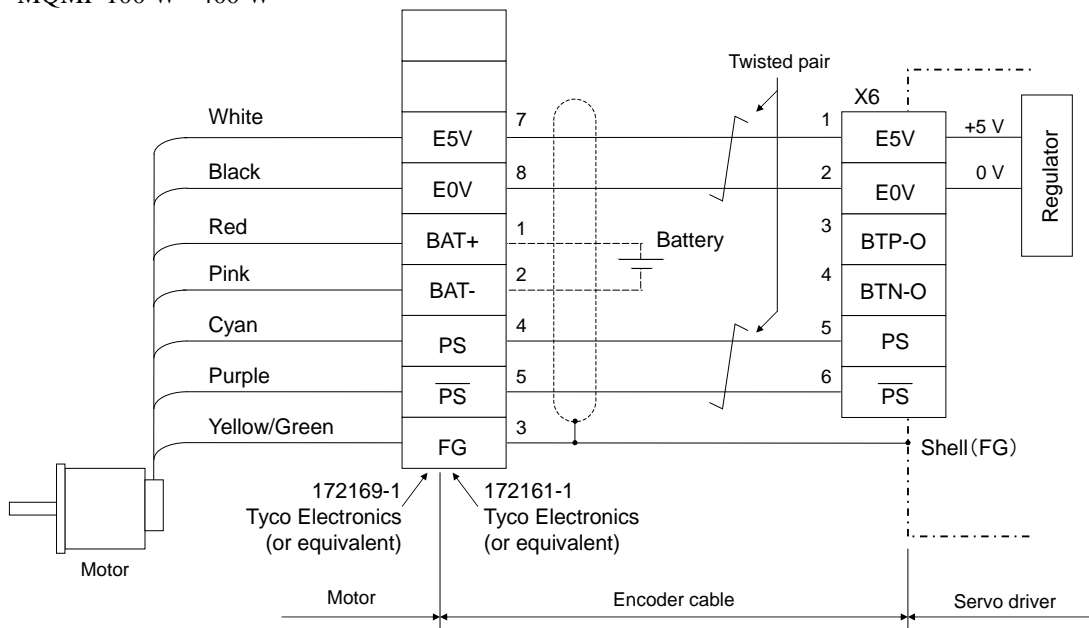 Twisted pair
X6
White
7
E5V
1
E5V
+5 V
Black
8
E0V
2
E0V
0 V
Regulator
Red
1
BAT+
Battery
3
BTP-O
Pink
2
BAT-
4
BTN-O
Cyan
4
PS
5
PS
Purple
5
PS
6
PS
Yellow/Green
3
FG
Shell(FG)
172169-1
Tyco Electronics
(or equivalent)
172161-1
Tyco Electronics
(or equivalent)
Motor
Motor
Encoder cable
Servo driver